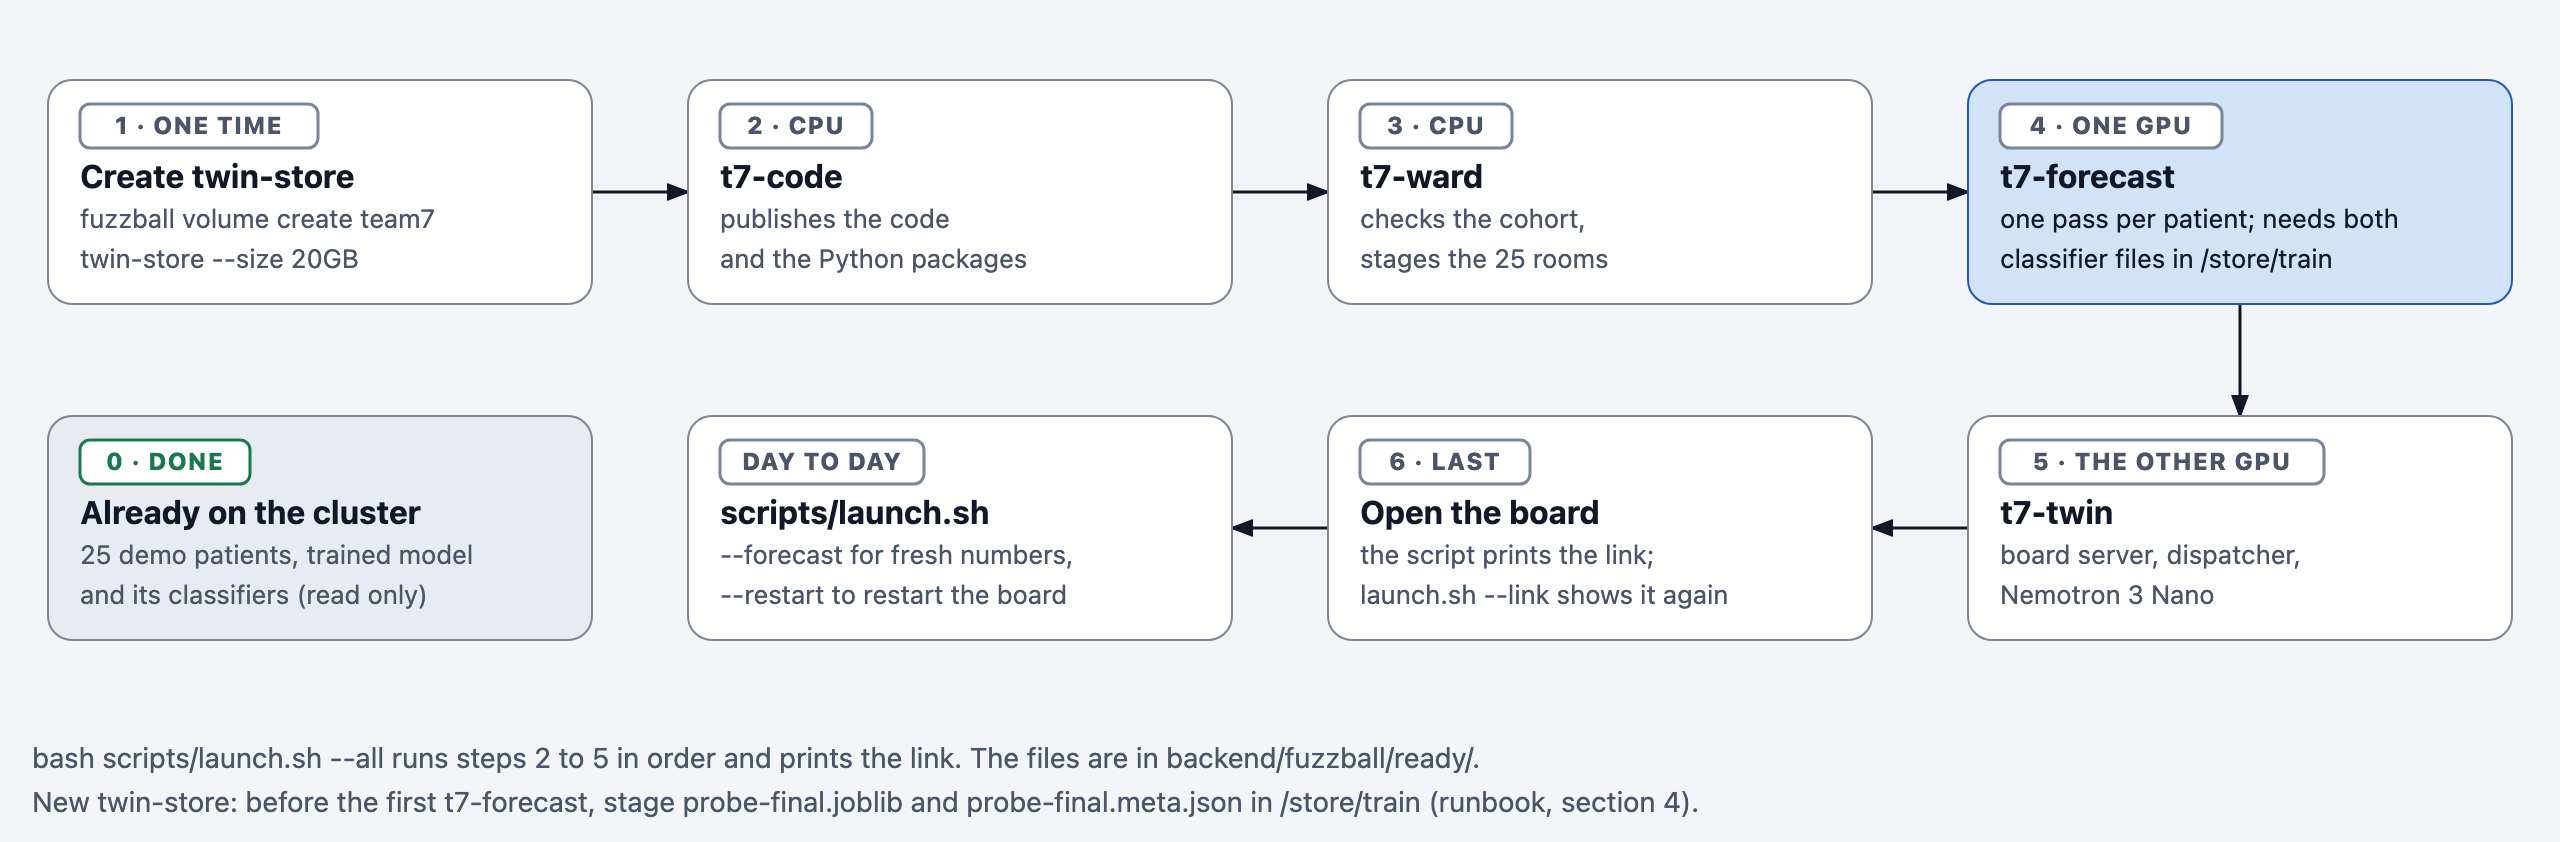 1 · ONE TIME
Create twin-store
fuzzball volume create team7
twin-store --size 20GB
2 · CPU
t7-code
publishes the code
and the Python packages
3 · CPU
t7-ward
checks the cohort,
stages the 25 rooms
4 · ONE GPU
t7-forecast
one pass per patient; needs both
classifier files in /store/train
0 · DONE
Already on the cluster
25 demo patients, trained model
and its classifiers (read only)
DAY TO DAY
scripts/launch.sh
--forecast for fresh numbers,
--restart to restart the board
6 · LAST
Open the board
the script prints the link;
launch.sh --link shows it again
5 · THE OTHER GPU
t7-twin
board server, dispatcher,
Nemotron 3 Nano
bash scripts/launch.sh --all runs steps 2 to 5 in order and prints the link. The files are in backend/fuzzball/ready/.
New twin-store: before the first t7-forecast, stage probe-final.joblib and probe-final.meta.json in /store/train (runbook, section 4).